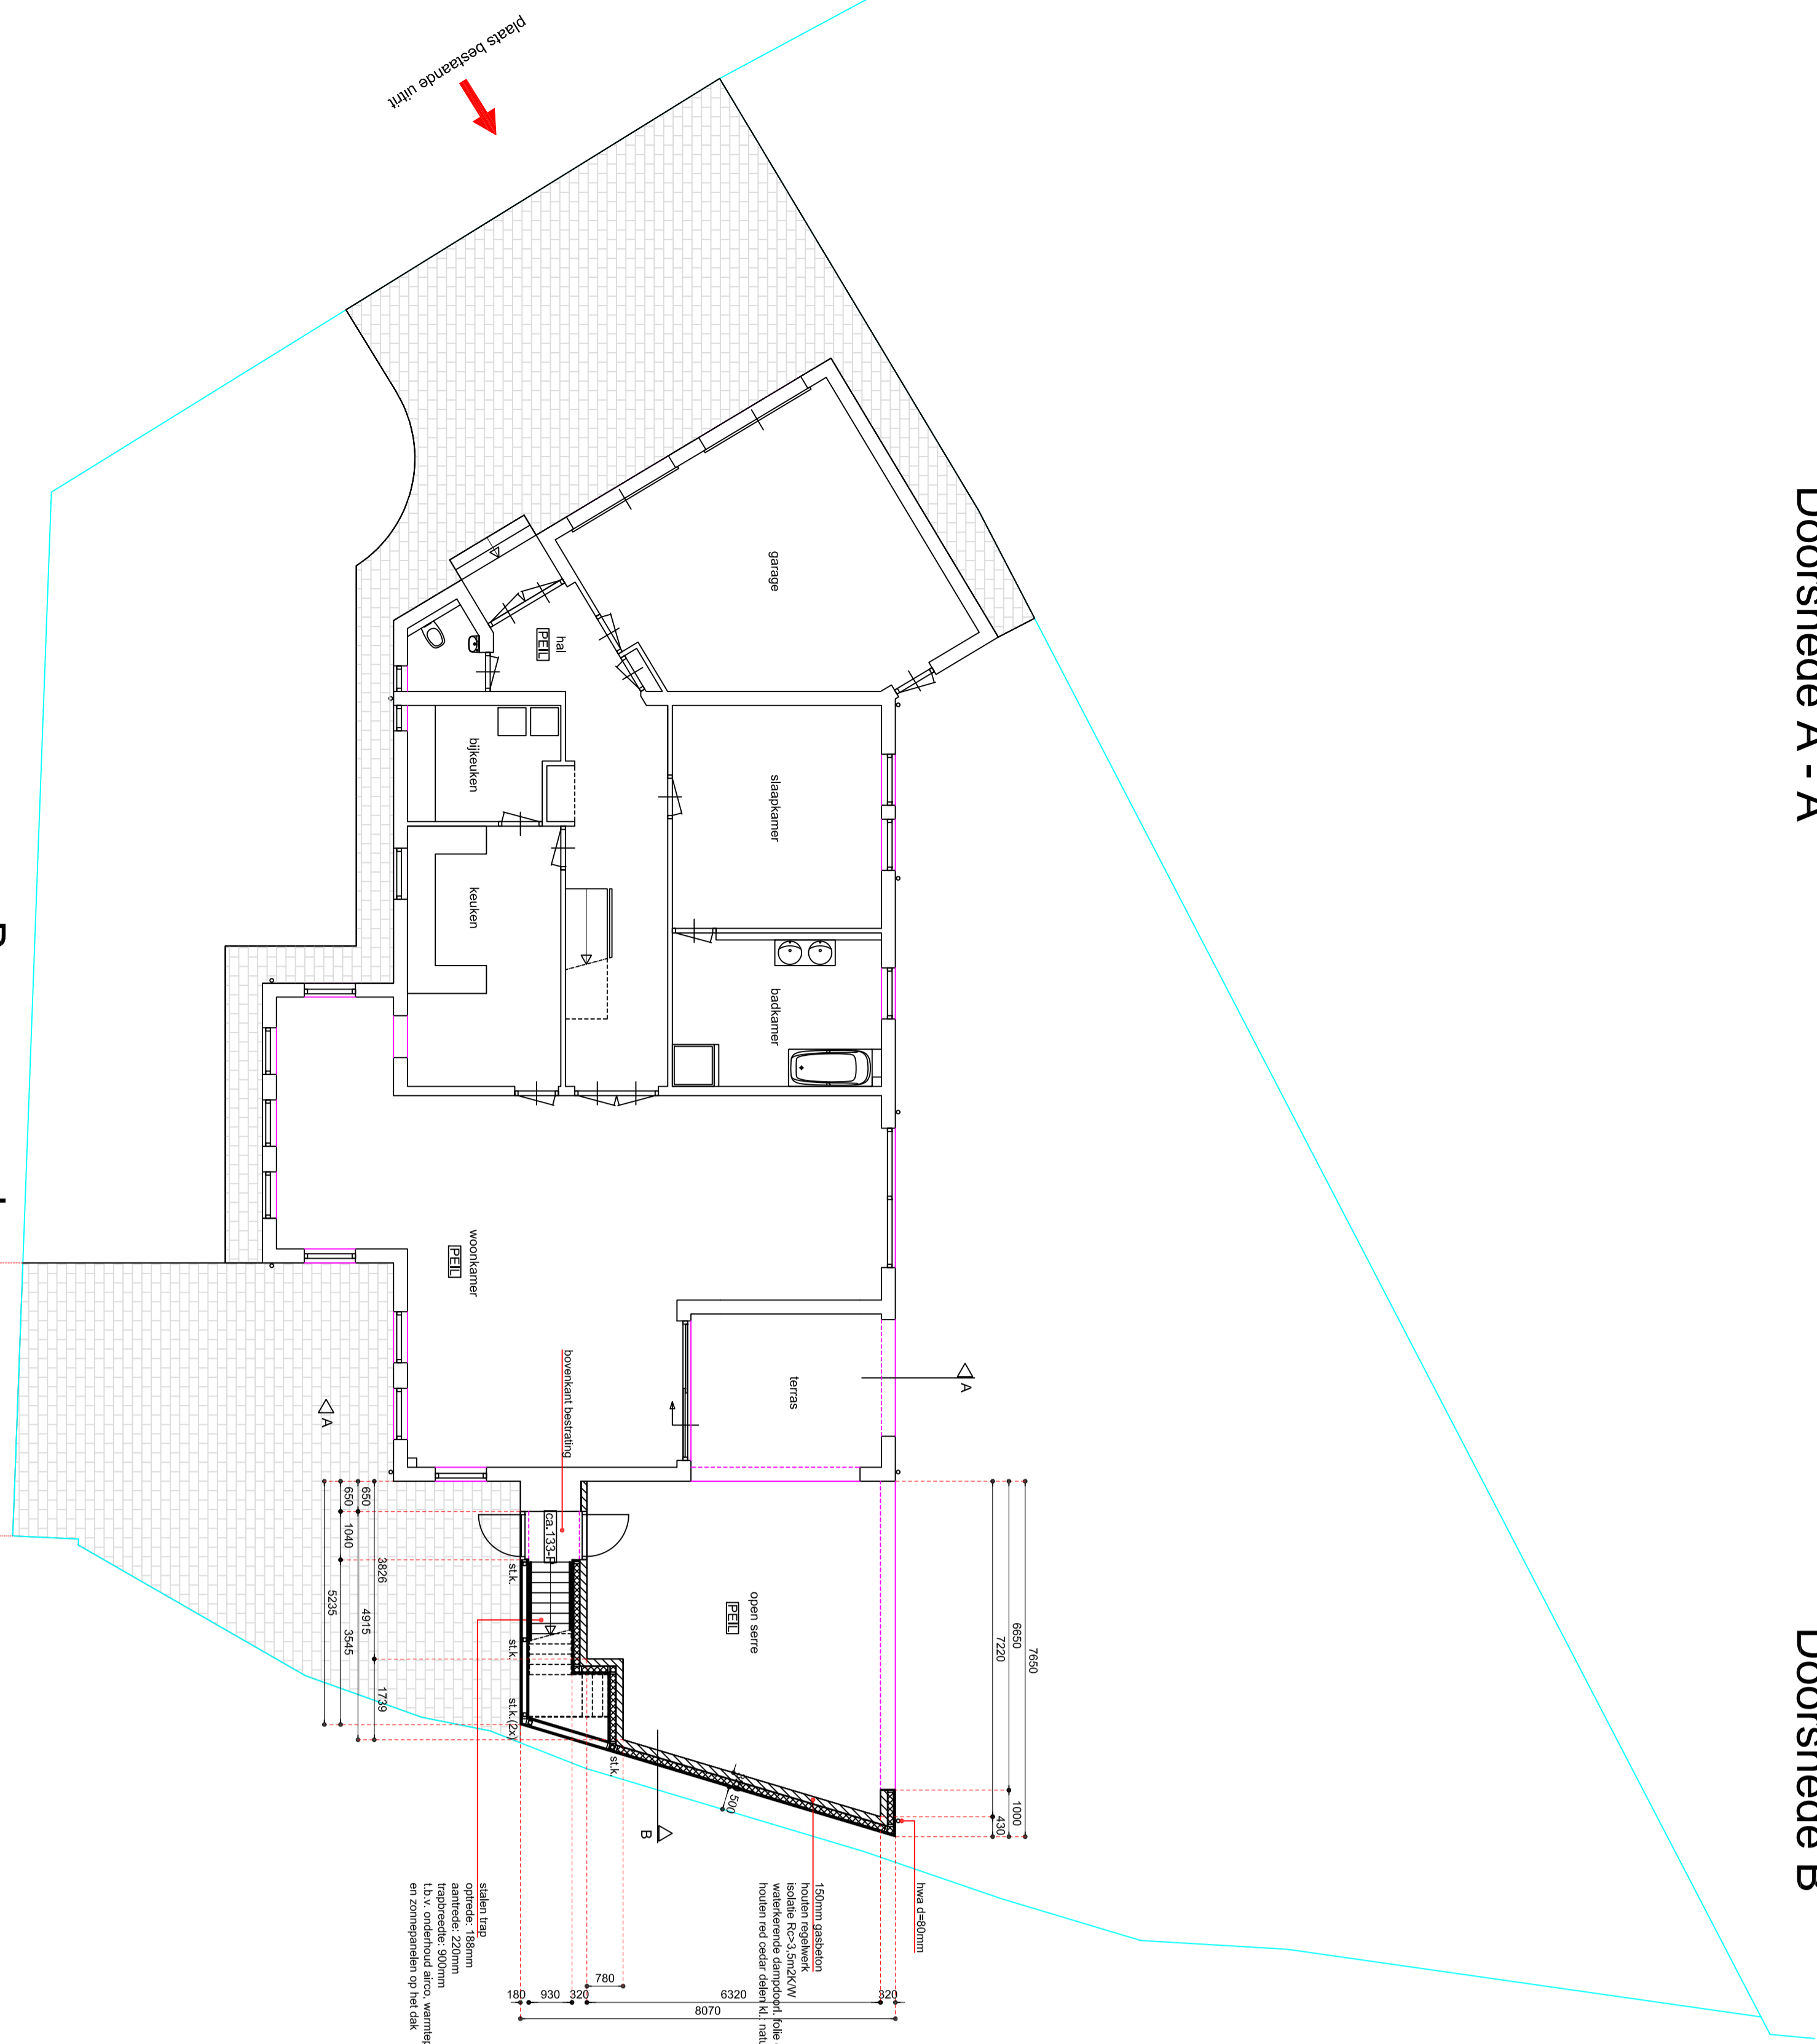 plaats bestaande uitrit
Doorsnede A - A
Doorsnede B
garage
hal
PEIL
bijkeuken
slaapkamer
keuken
badkamer
woonkamer
PEIL
terras
A
A
bovenkant bestrating
ca.133-P
open serre
PEIL
st.k.
st.k.
st.k.(2x)
st.k.
B
500
650
650
1040
3826
5235
4915
3545
1739
7650
6650
7220
1000
430
hwa d=80mm
150mm gasbeton
houten regelwerk
isolatie Rc>3,5m2K/W
waterkerende dampdoorl. folie
houten red cedar delen kl.:
stalen trap
optrede: 188mm
aantrede: 220mm
trapbreedte: 900mm
t.b.v. onderhoud airco,
en zonnepanelen op het dak
780
180
930
320
6320
320
8070